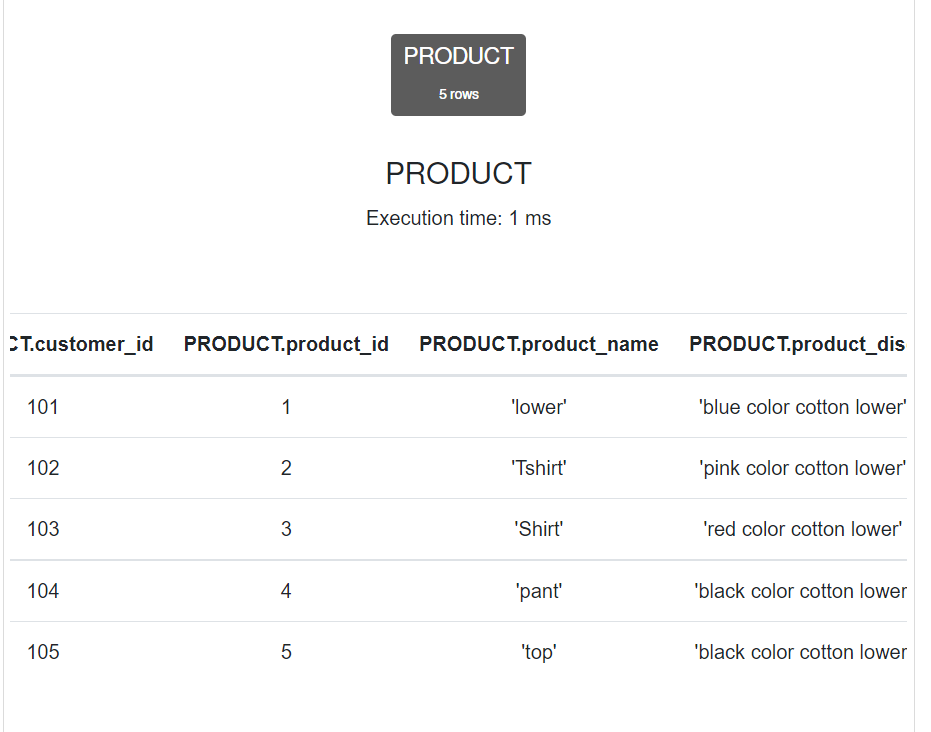 PRODUCT
5 rows
PRODUCT
Execution time: 1 ms
CT.customer_id PRODUCT.product_id PRODUCT.product_name PRODUCT.product_dis
101 1 'lower' 'blue color cotton lower'
102 2 'Tshirt' 'pink color cotton lower'
103 3 'Shirt' 'red color cotton lower'
104 4 'pant' 'black color cotton lower
105 5 'top' 'black color cotton lower